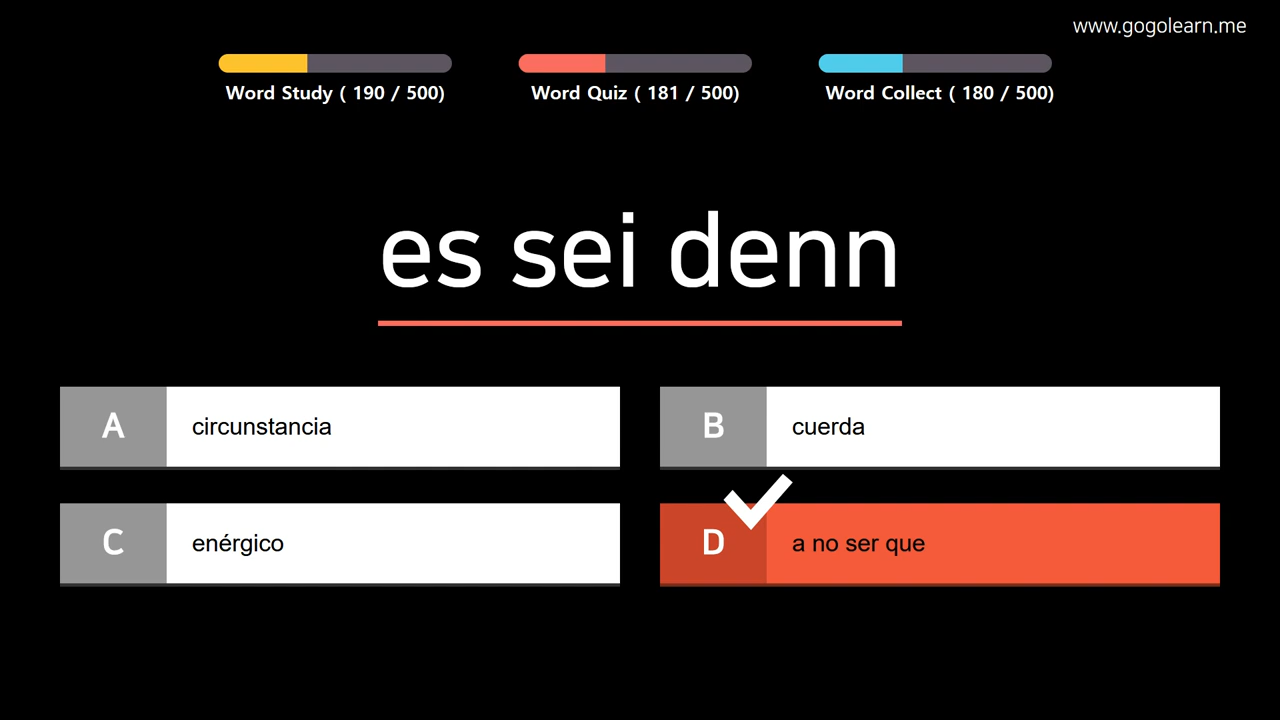 www.gogolearn.me
Word Study ( 190 / 500)
Word Quiz ( 181 / 500)
Word Collect ( 180 / 500)
es sei denn
A circunstancia
B cuerda
C enérgico
D a no ser que